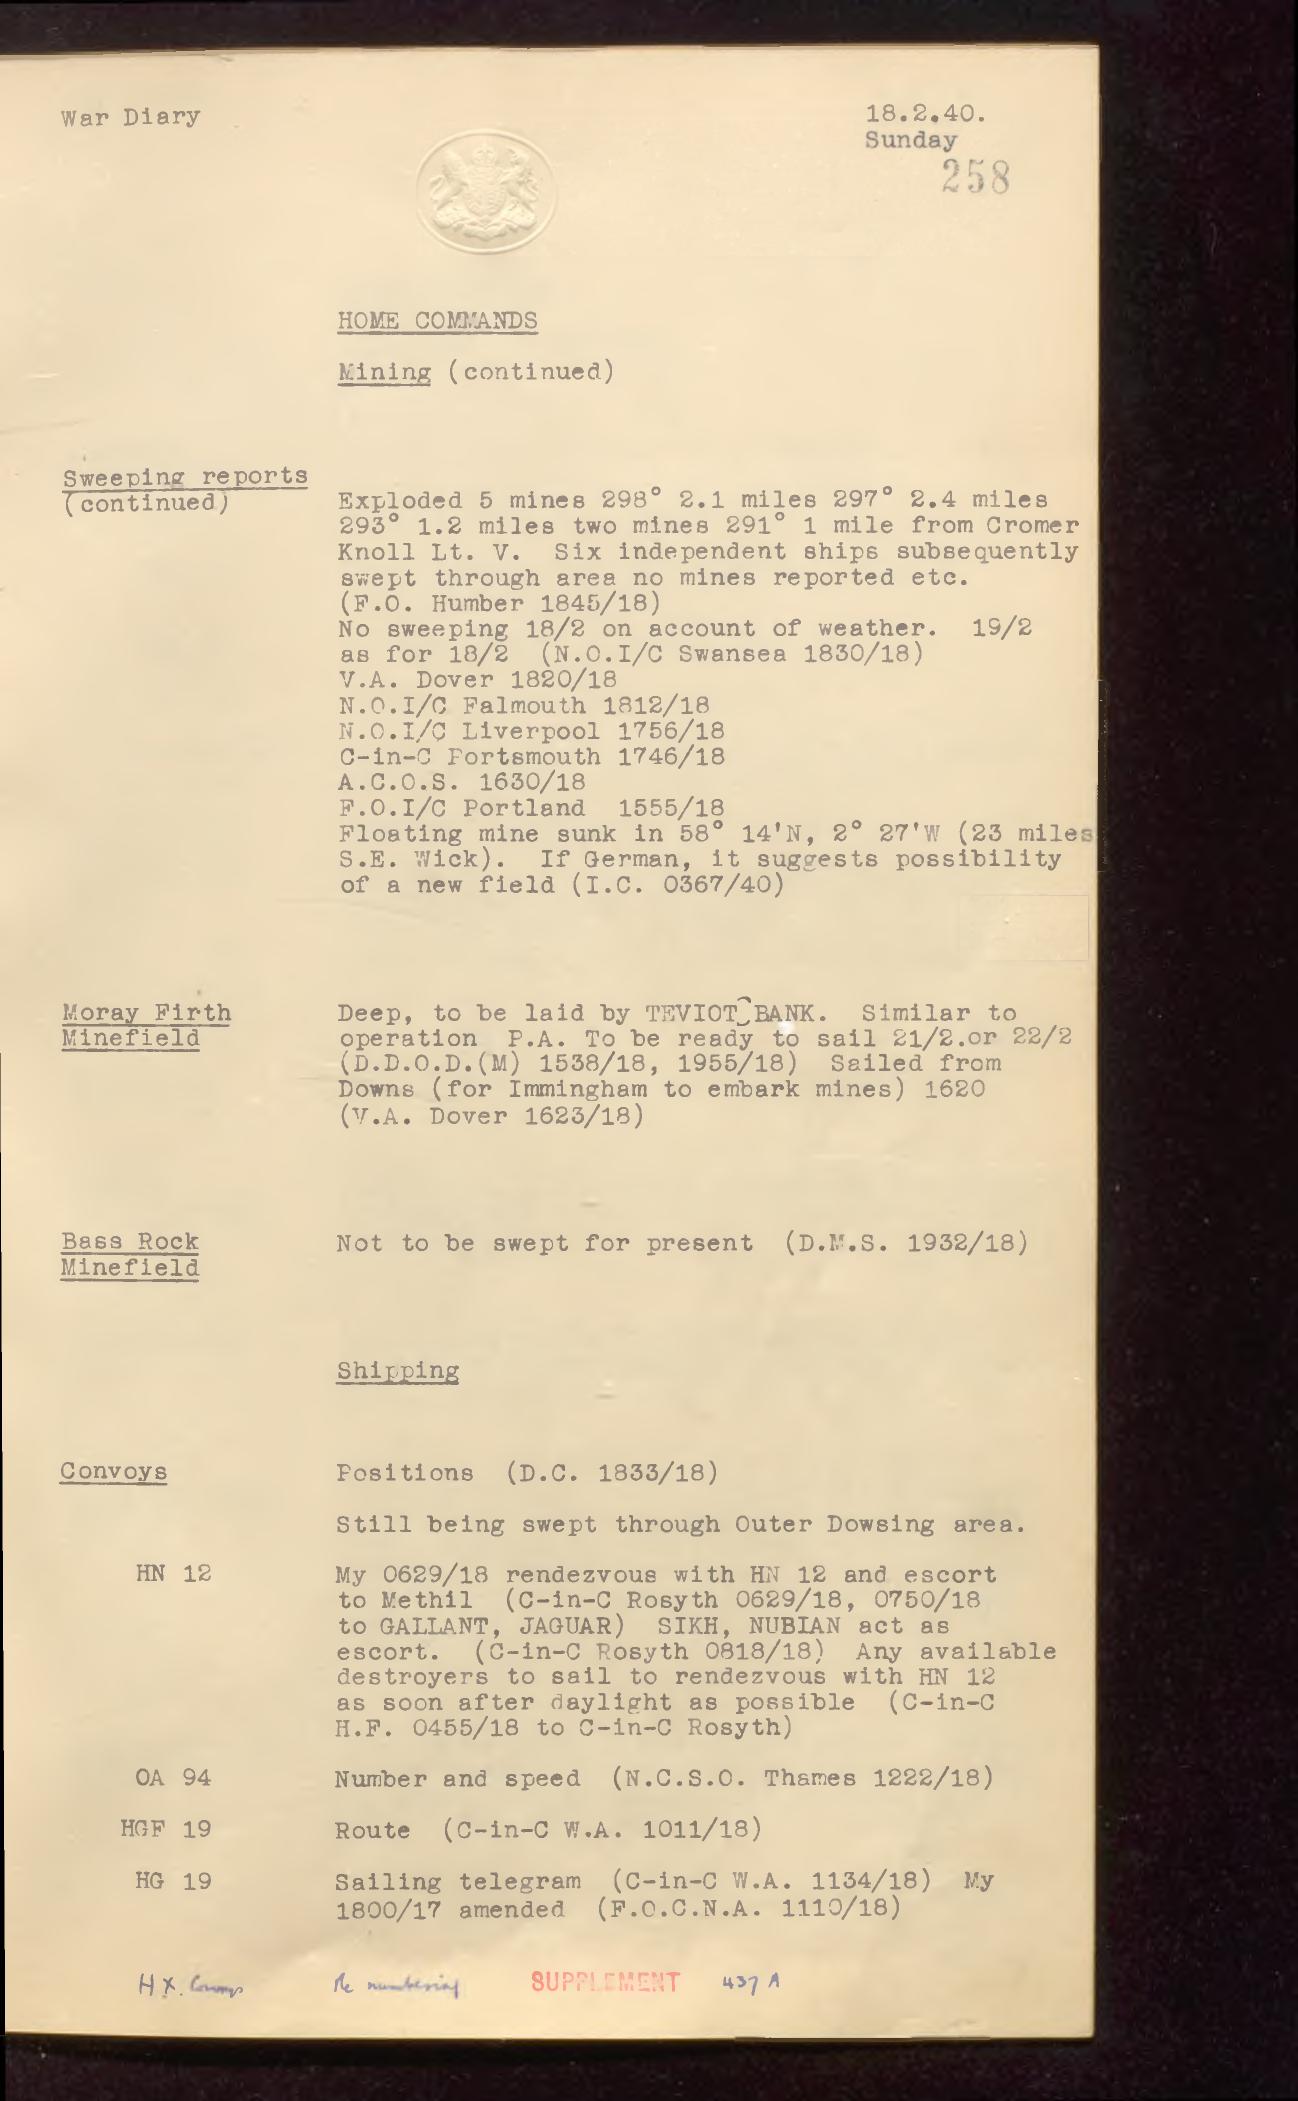 War Diary
18.2.40.
Sunday
258
HOME COMMANDS
Mining (continued)
Sweeping reports
(continued)
Exploded 5 mines 298° 2.1 miles 297° 2.4 miles
293° 1.2 miles two mines 291° 1 mile from Cromer
Knoll Lt. V. Six independent ships subsequently
swept through area no mines reported etc.
(F.O. Humber 1845/18)
No sweeping 18/2 on account of weather. 19/2
as for 18/2 (N.O.I/C Swansea 1830/18)
V.A. Dover 1820/18
N.O.I/C Falmouth 1812/18
N.O.I/C Liverpool 1756/18
C-in-C Portsmouth 1746/18
A.C.O.S. 1630/18
F.O.I/C Portland 1555/18
Floating mine sunk in 58° 14'N, 2° 27'W (23 miles
S.E. Wick). If German, it suggests possibility
of a new field (I.C. 0367/40)
Moray Firth
Minefield
Deep, to be laid by TEVIOT BANK. Similar to
operation P.A. To be ready to sail 21/2.or 22/2
(D.D.O.D.(M) 1538/18, 1955/18) Sailed from
Downs (for Immingham to embark mines) 1620
(V.A. Dover 1623/18)
Bass Rock
Minefield
Not to be swept for present (D.M.S. 1932/18)
Shipping
Convoys
Positions (D.C. 1833/18)
Still being swept through Outer Dowsing area.
HN 12
My 0629/18 rendezvous with HN 12 and escort
to Methil (C-in-C Rosyth 0629/18, 0750/18
to GALLANT, JAGUAR) SIKH, NUBIAN act as
escort. (C-in-C Rosyth 0818/18) Any available
destroyers to sail to rendezvous with HN 12
as soon after daylight as possible (C-in-C
H.F. 0455/18 to C-in-C Rosyth)
OA 94
Number and speed (N.C.S.O. Thames 1222/18)
HGF 19
Route (C-in-C W.A. 1011/18)
HG 19
Sailing telegram (C-in-C W.A. 1134/18) My
1800/17 amended (F.O.C.N.A. 1110/18)
HX. Convoys Re numbering SUPPLEMENT 437 A